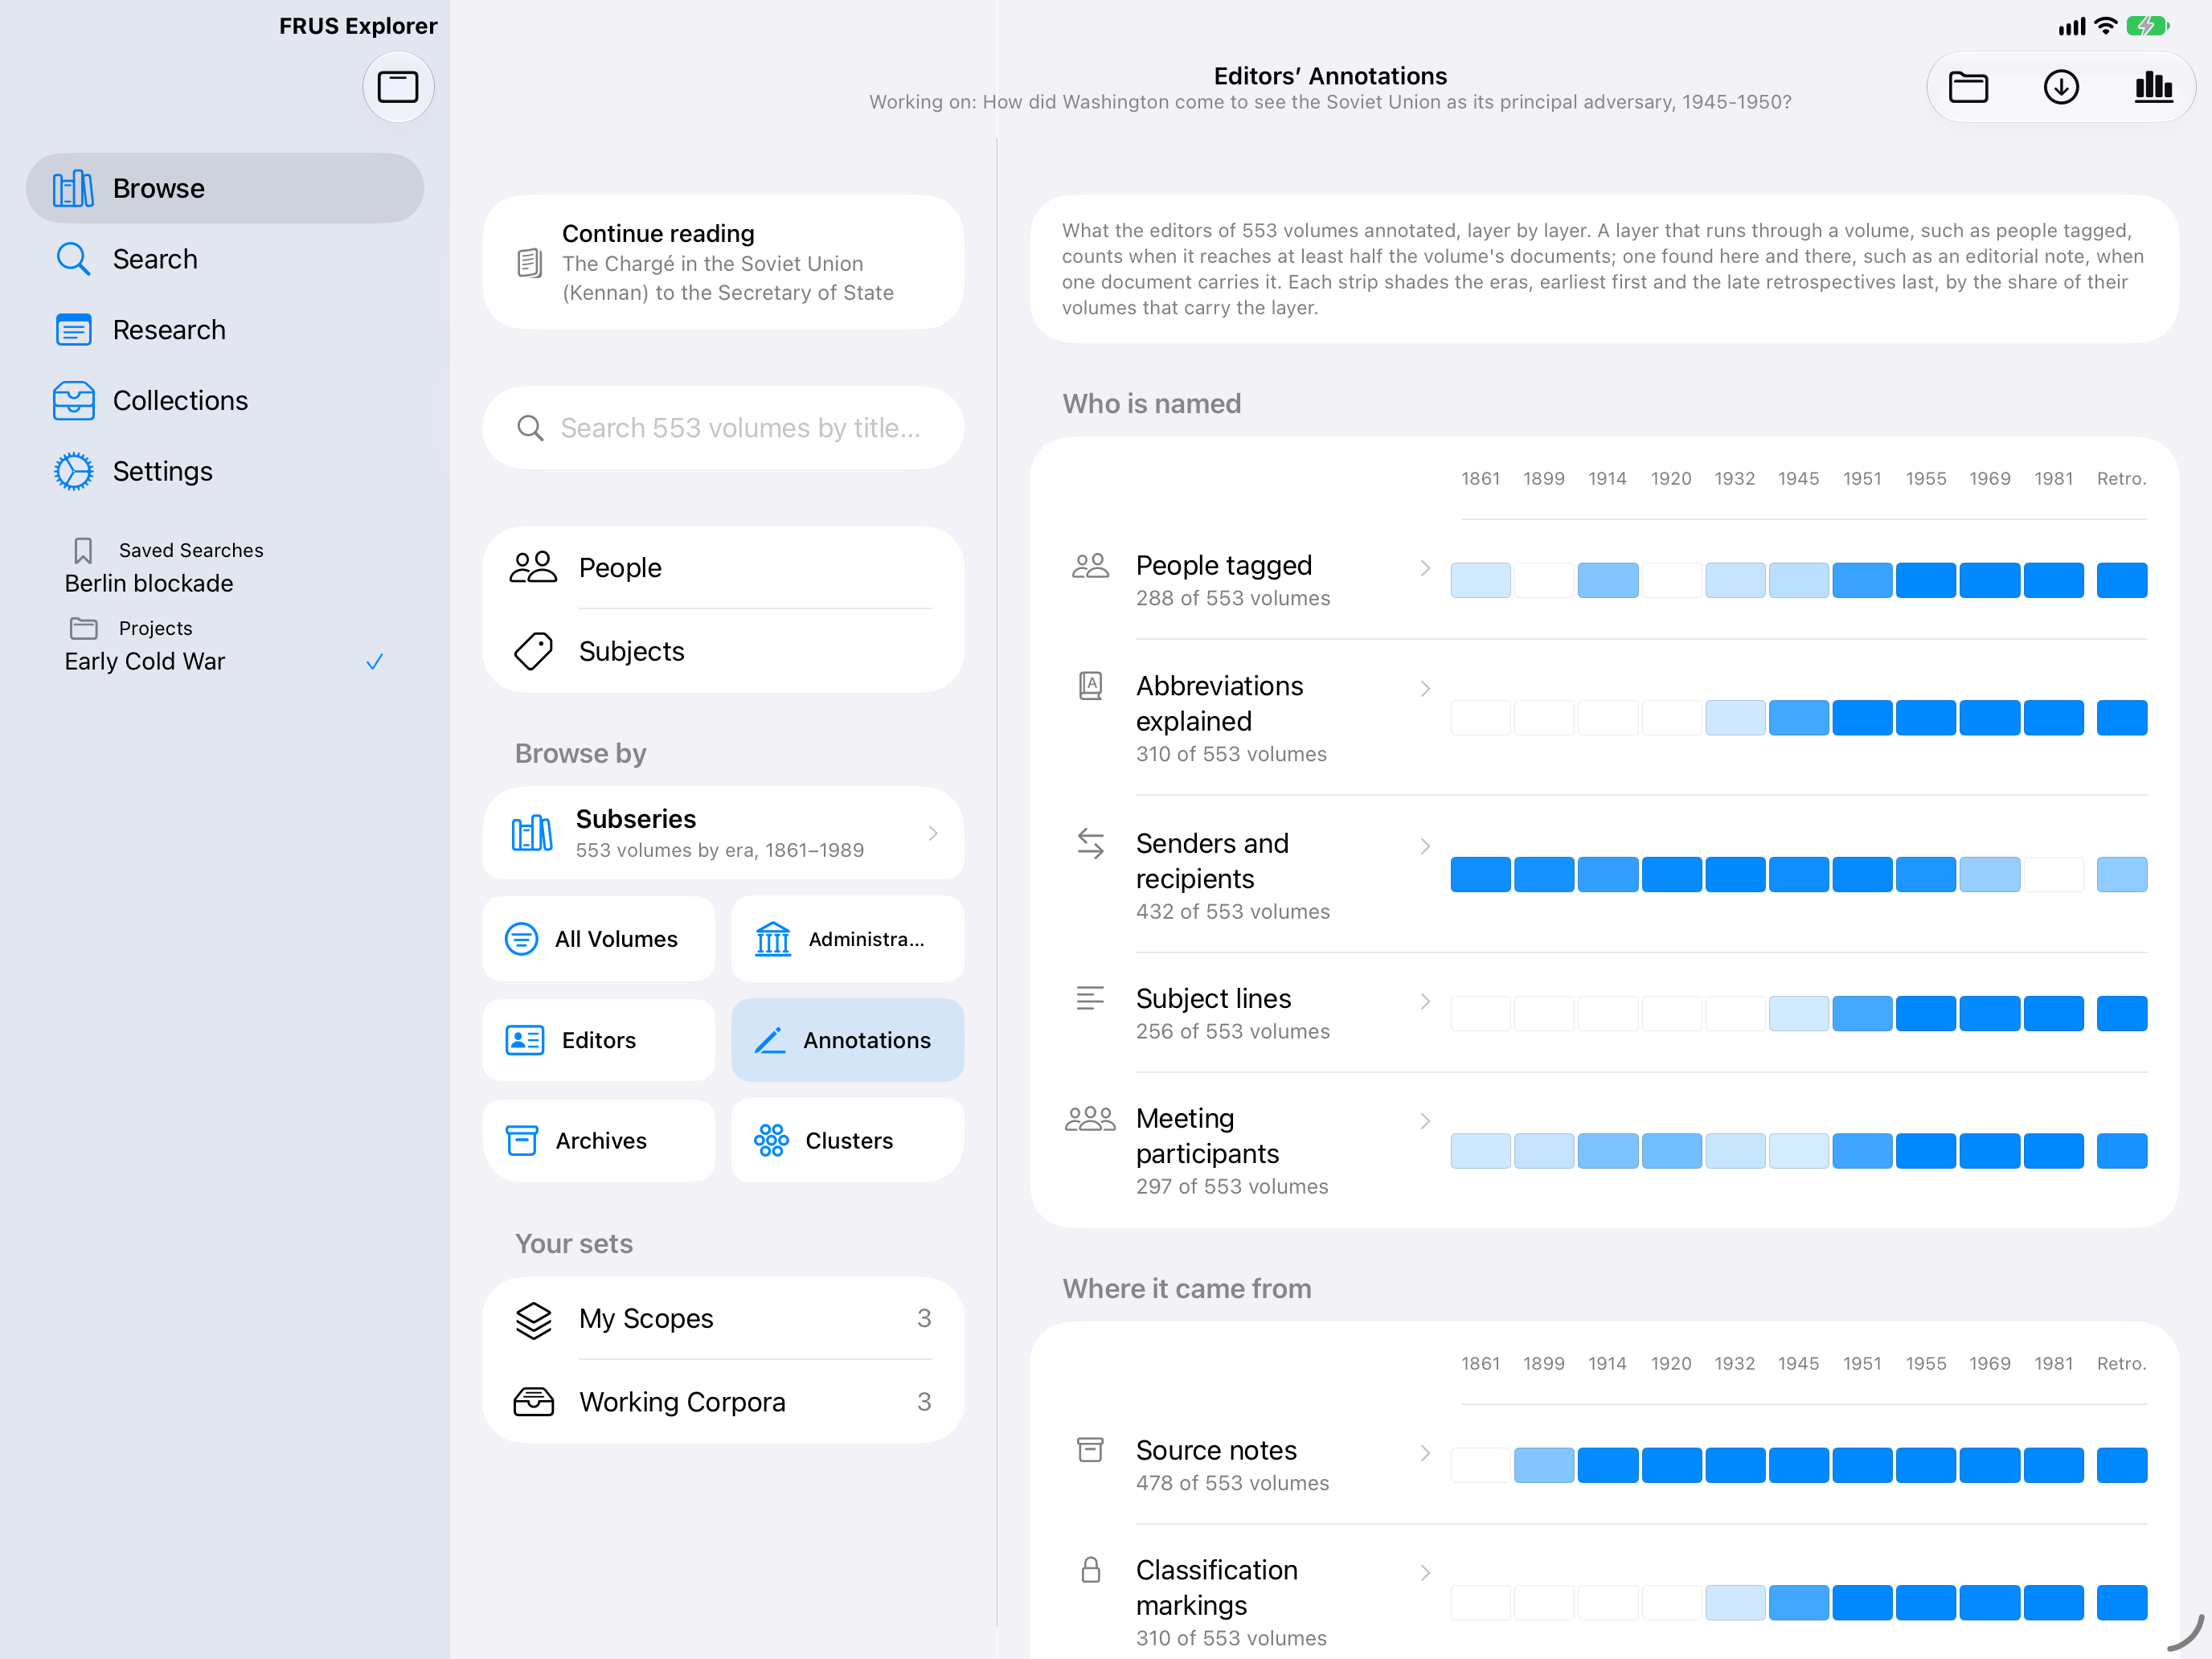 FRUS Explorer
Browse
Search
Research
Collections
Settings
Saved Searches
Berlin blockade
Projects
Early Cold War
Continue reading
The Chargé in the Soviet Union
(Kennan) to the Secretary of State
Search 553 volumes by title...
People
Subjects
Browse by
Subseries
553 volumes by era, 1861–1989
All Volumes
Administra...
Editors
Annotations
Archives
Clusters
Your sets
My Scopes 3
Working Corpora 3
Editors’ Annotations
Working on: How did Washington come to see the Soviet Union as its principal adversary, 1945-1950?
What the editors of 553 volumes annotated, layer by layer. A layer that runs through a volume, such as people tagged,
counts when it reaches at least half the volume's documents; one found here and there, such as an editorial note, when
one document carries it. Each strip shades the eras, earliest first and the late retrospectives last, by the share of their
volumes that carry the layer.
Who is named
1861 1899 1914 1920 1932 1945 1951 1955 1969 1981 Retro.
People tagged
288 of 553 volumes
A
Abbreviations
explained
310 of 553 volumes
Senders and
recipients
432 of 553 volumes
Subject lines
256 of 553 volumes
Meeting
participants
297 of 553 volumes
Where it came from
1861 1899 1914 1920 1932 1945 1951 1955 1969 1981 Retro.
Source notes
478 of 553 volumes
Classification
markings
310 of 553 volumes